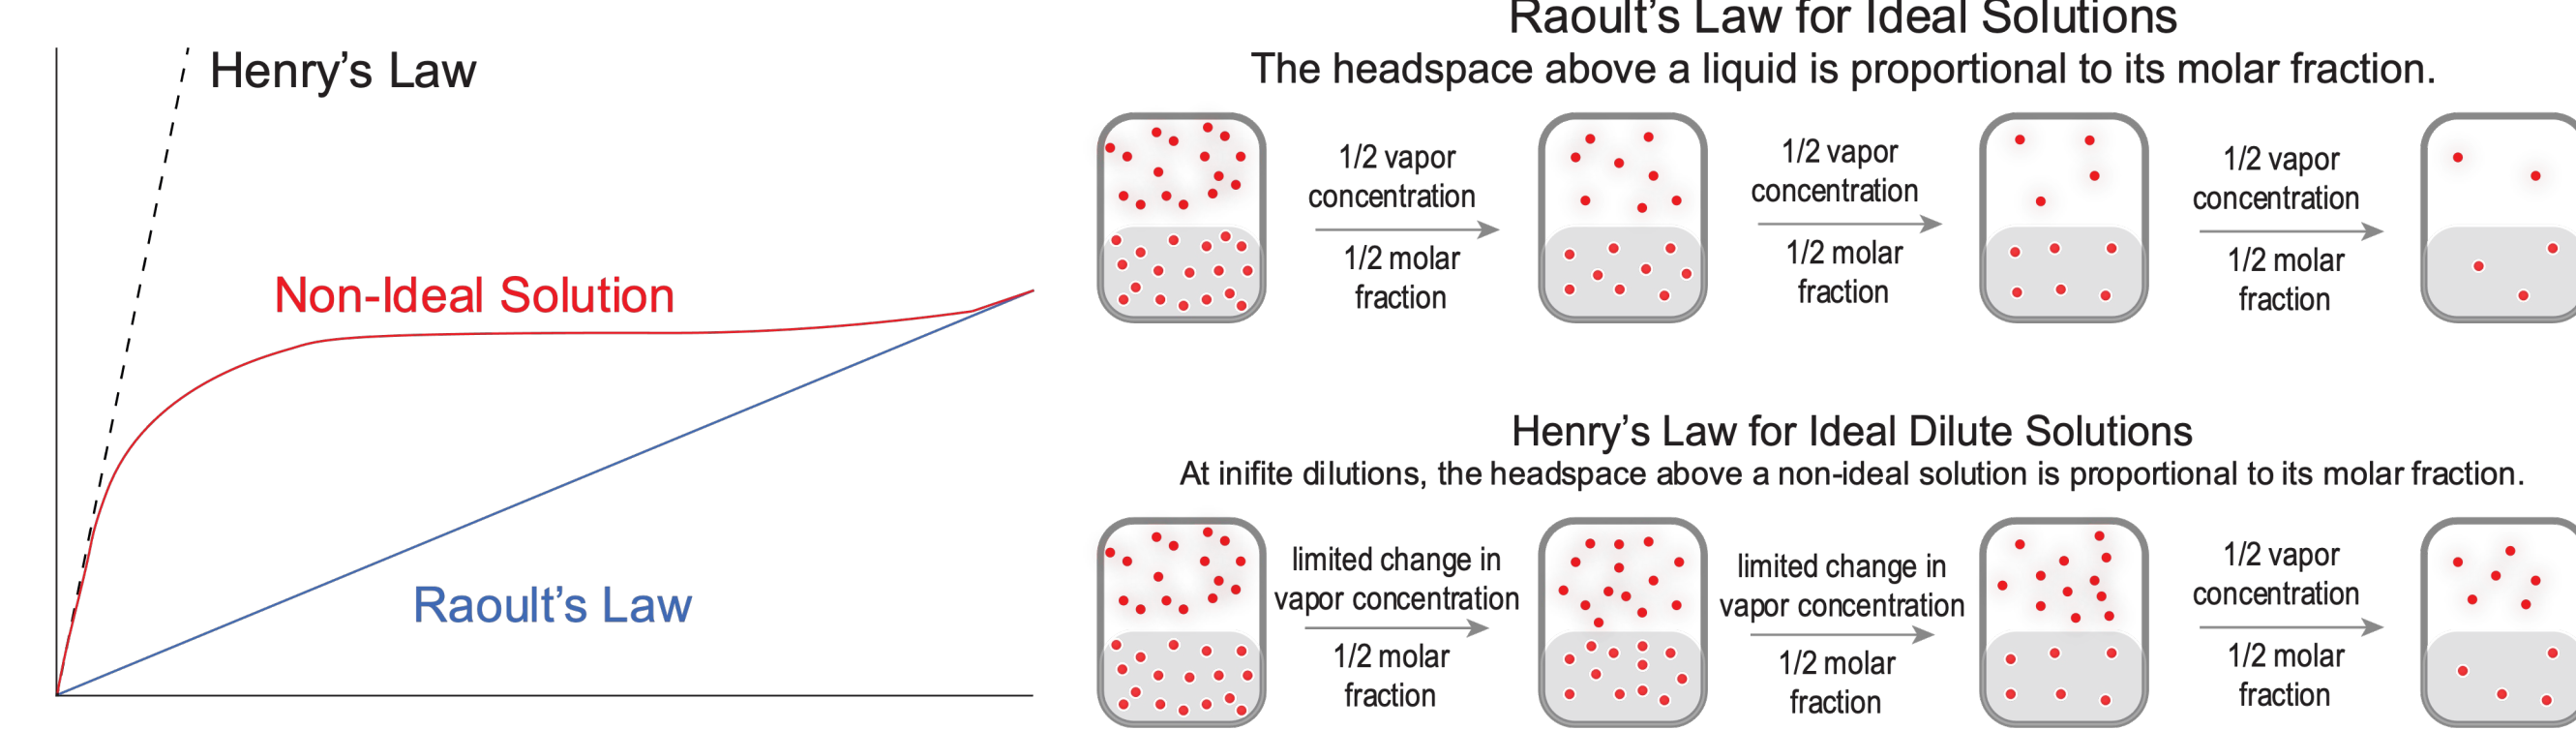 Henry's Law
Non-Ideal Solution
Raoult's Law
Raoult's Law for Ideal Solutions
The headspace above a liquid is proportional to its molar fraction.
1/2 vapor
concentration
1/2 molar
fraction
1/2 vapor
concentration
1/2 molar
fraction
1/2 vapor
concentration
1/2 molar
fraction
Henry's Law for Ideal Dilute Solutions
At inifite dilutions, the headspace above a non-ideal solution is proportional to its molar fraction.
limited change in
vapor concentration
1/2 molar
fraction
limited change in
vapor concentration
1/2 molar
fraction
1/2 vapor
concentration
1/2 molar
fraction